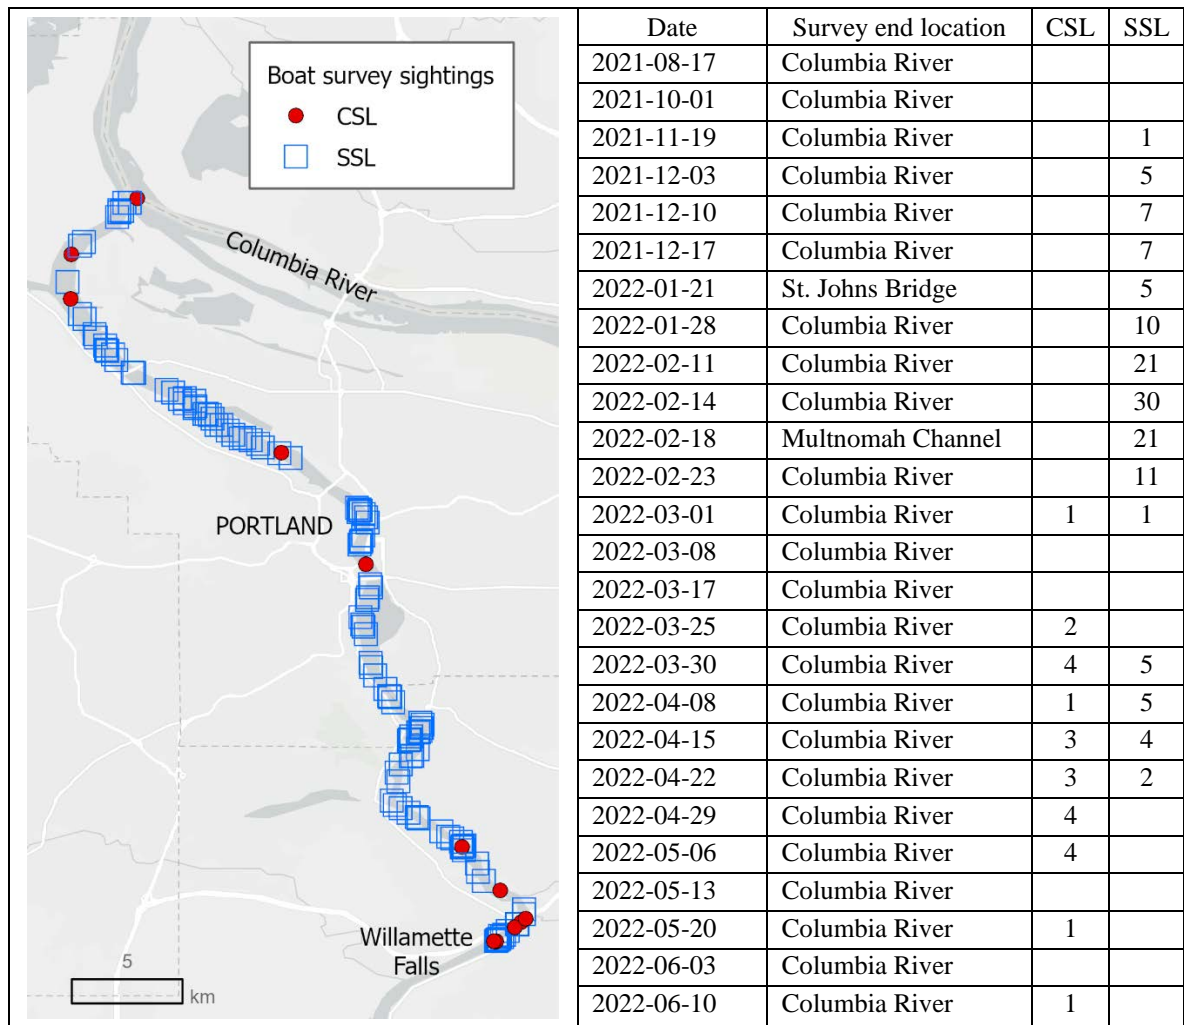 Boat survey sightings
CSL
SSL
Columbia River
PORTLAND
Willamette
Falls
5
km
Date Survey end location CSL SSL
2021-08-17 Columbia River
2021-10-01 Columbia River
2021-11-19 Columbia River 1
2021-12-03 Columbia River 5
2021-12-10 Columbia River 7
2021-12-17 Columbia River 7
2022-01-21 St. Johns Bridge 5
2022-01-28 Columbia River 10
2022-02-11 Columbia River 21
2022-02-14 Columbia River 30
2022-02-18 Multnomah Channel 21
2022-02-23 Columbia River 11
2022-03-01 Columbia River 1 1
2022-03-08 Columbia River
2022-03-17 Columbia River
2022-03-25 Columbia River 2
2022-03-30 Columbia River 4 5
2022-04-08 Columbia River 1 5
2022-04-15 Columbia River 3 4
2022-04-22 Columbia River 3 2
2022-04-29 Columbia River 4
2022-05-06 Columbia River 4
2022-05-13 Columbia River
2022-05-20 Columbia River 1
2022-06-03 Columbia River
2022-06-10 Columbia River 1